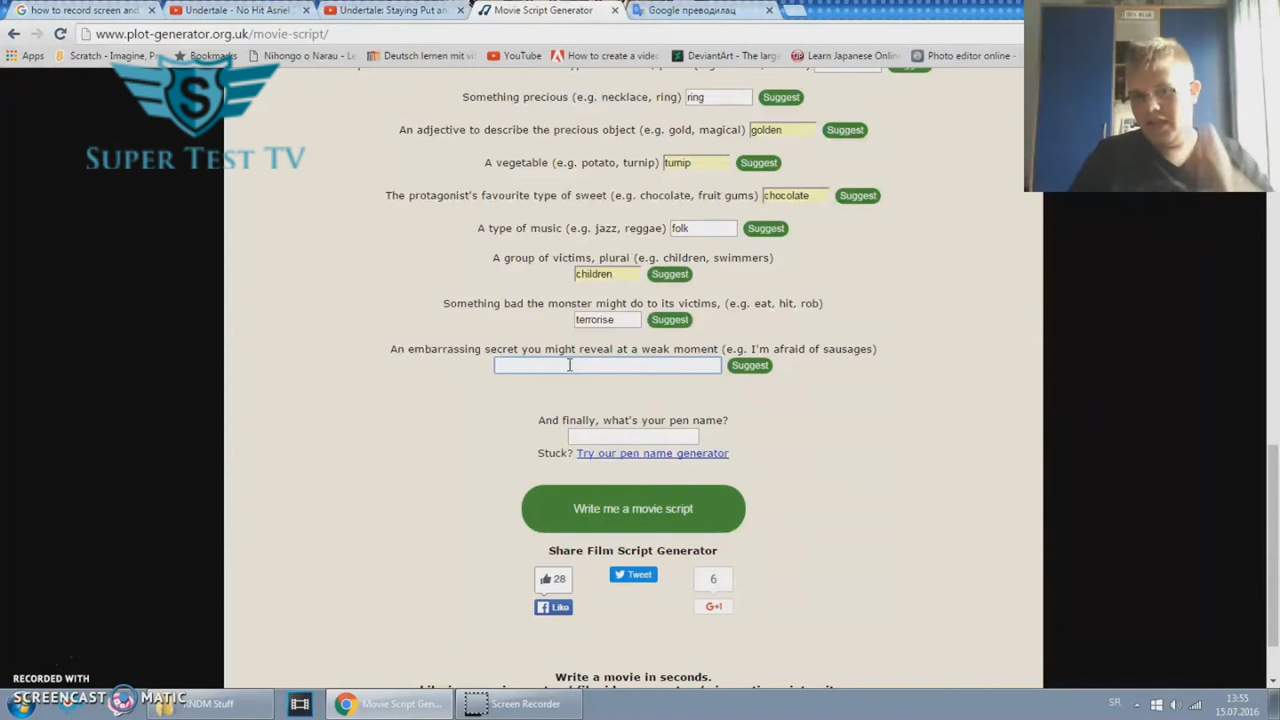 how to record screen and
Undertale - No Hit Asriel
Undertale: Staying Put an
Movie Script Generator
Google преводилац
www.plot-generator.org.uk/movie-script/
Apps
Scratch - Imagine, P
Bookmarks
Nihongo o Narau - L
Deutsch lernen mit vi
YouTube
How to create a video
DeviantArt - The larg
Learn Japanese Online
Photo editor online -
S
SUPER TEST TV
Something precious (e.g. necklace, ring) ring Suggest
An adjective to describe the precious object (e.g. gold, magical) golden Suggest
A vegetable (e.g. potato, turnip) turnip Suggest
The protagonist's favourite type of sweet (e.g. chocolate, fruit gums) chocolate Suggest
A type of music (e.g. jazz, reggae) folk Suggest
A group of victims, plural (e.g. children, swimmers)
children Suggest
Something bad the monster might do to its victims, (e.g. eat, hit, rob)
terrorise Suggest
An embarrassing secret you might reveal at a weak moment (e.g. I'm afraid of sausages)
Suggest
And finally, what's your pen name?
Stuck? Try our pen name generator
Write me a movie script
Share Film Script Generator
28
Tweet
6
Like
G+1
Write a movie in seconds.
RECORDED WITH
SCREENCAST MATIC
RNDM Stuff
Movie Script Gen...
Screen Recorder
SR
13:55
15.07.2016